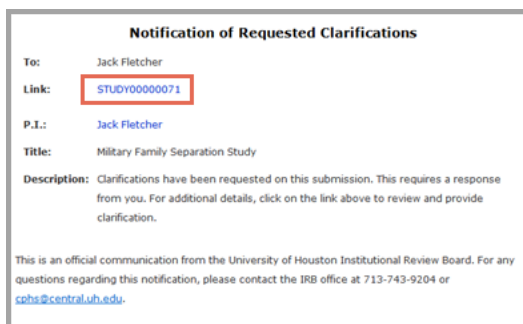 Notification of Requested Clarifications
To: Jack Fletcher
Link: STUDY00000071
P.I.: Jack Fletcher
Title: Military Family Separation Study
Description: Clarifications have been requested on this submission. This requires a response
from you. For additional details, click on the link above to review and provide
clarification.
This is an official communication from the University of Houston Institutional Review Board. For any
questions regarding this notification, please contact the IRB office at 713-743-9204 or
cphs@central.uh.edu.